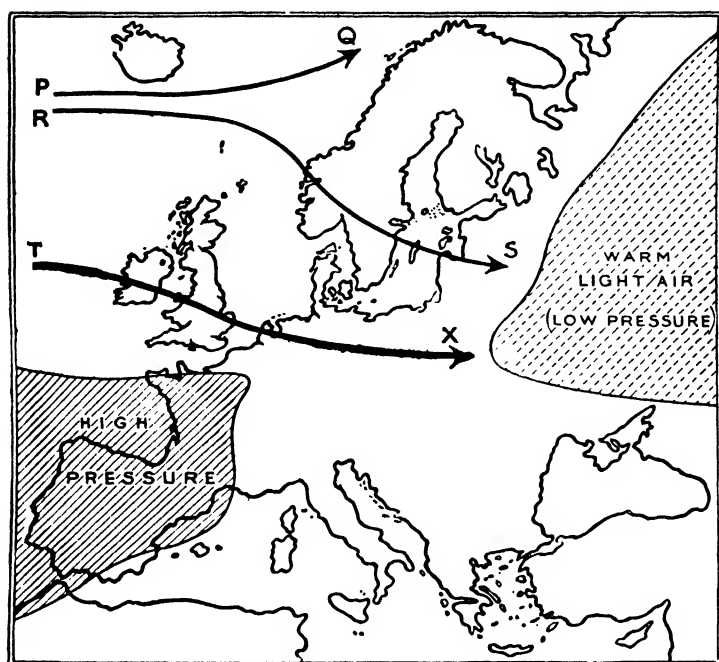 Q
P
R
T
S
WARM
LIGHT AIR
(LOW PRESSURE)
X
HIGH
PRESSURE